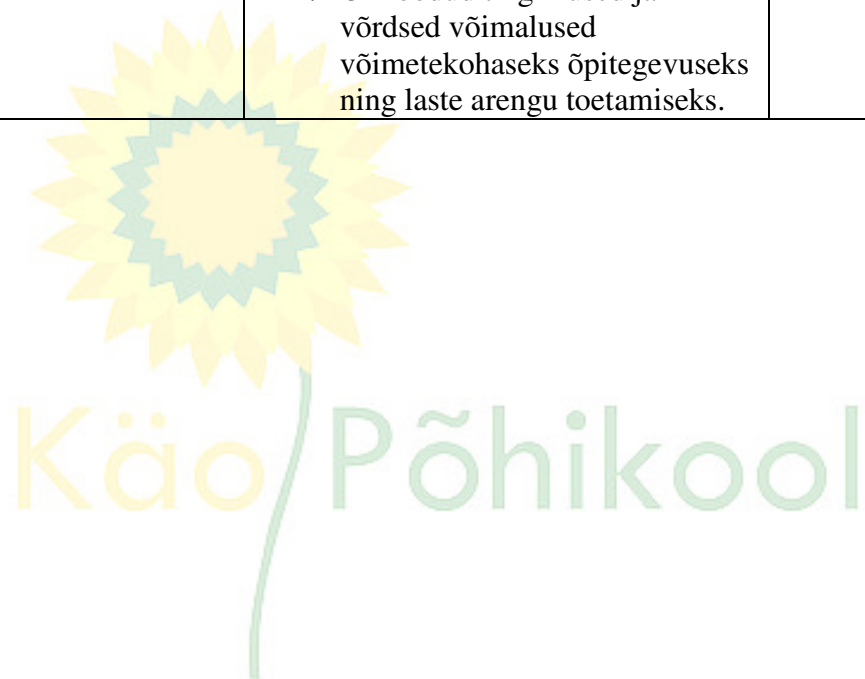 võrdsed võimalused
võimetekohaseks õpitegevuseks
ning laste arengu toetamiseks.
Käo Põhikool